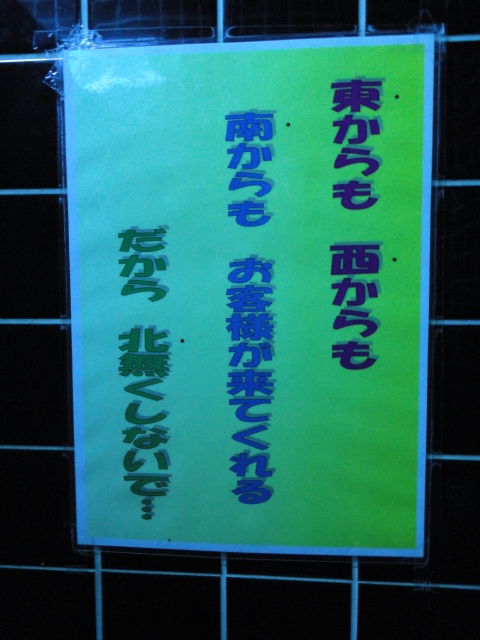 東からも 西からも
南からも お客様が来てくれる
だから 北無くしないで…